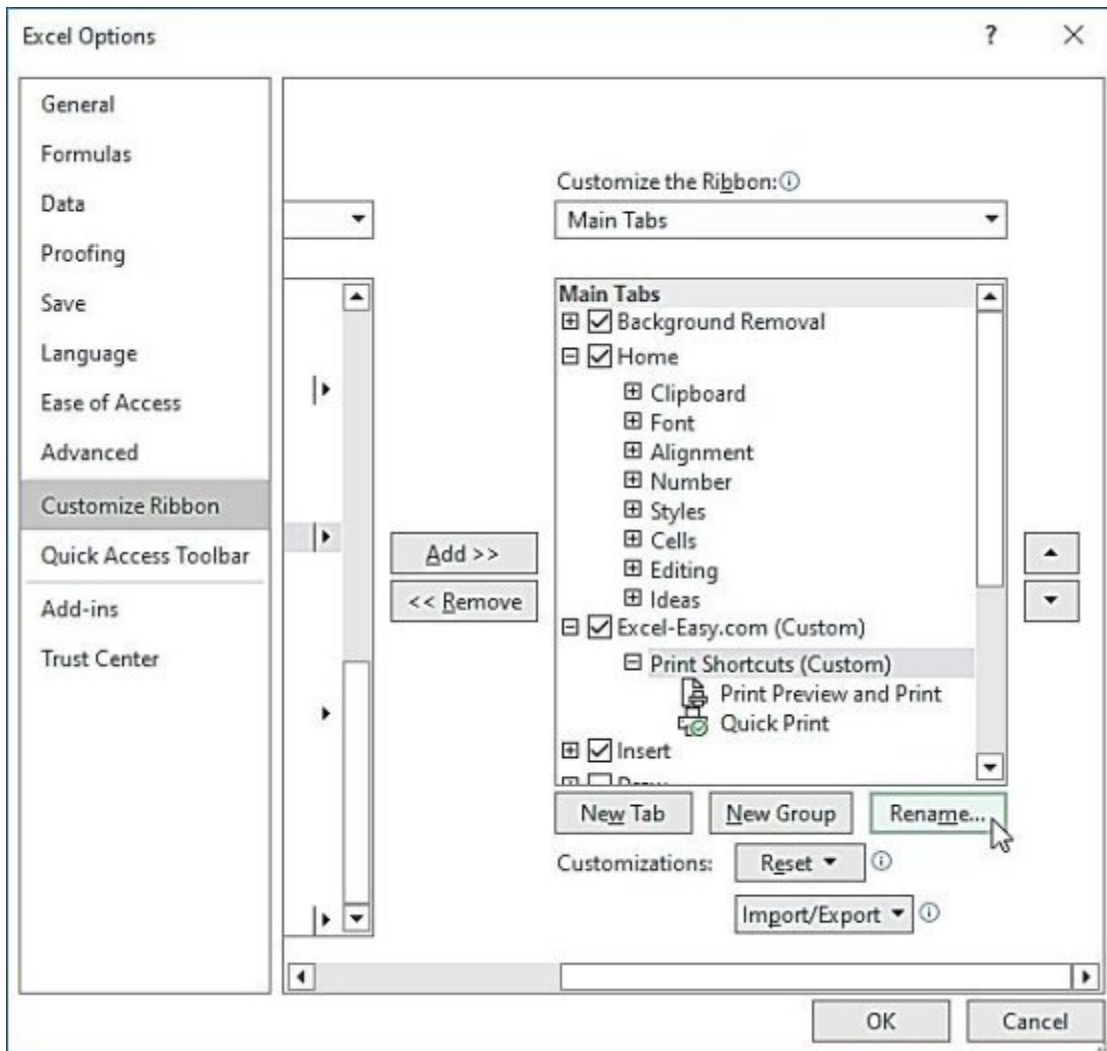 Excel Options
?
General
Formulas
Data
Proofing
Save
Language
Ease of Access
Advanced
Customize Ribbon
Quick Access Toolbar
Add-ins
Trust Center
Add >>
<< Remove
Customize the Ribbon:
Main Tabs
Main Tabs
Background Removal
Home
Clipboard
Font
Alignment
Number
Styles
Cells
Editing
Ideas
Excel-Easy.com (Custom)
Print Shortcuts (Custom)
Print Preview and Print
Quick Print
Insert
New Tab
New Group
Rename...
Customizations:
Reset
Import/Export
OK
Cancel